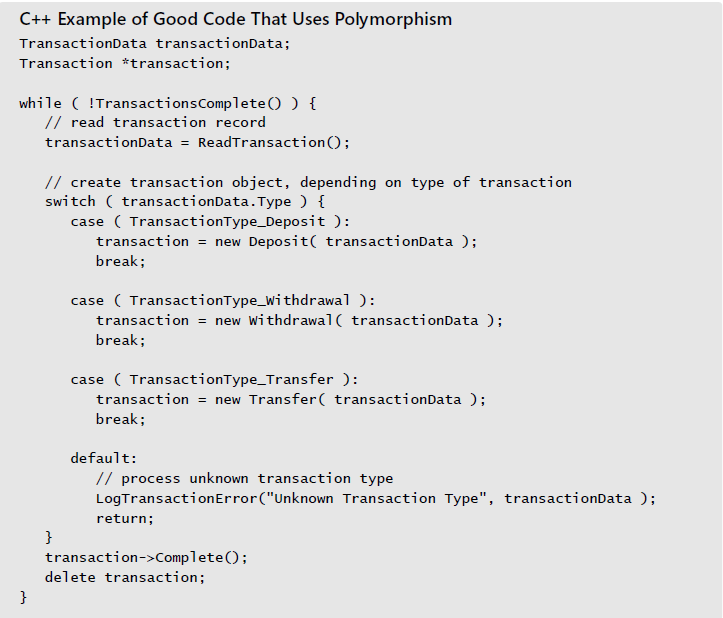 C++ Example of Good Code That Uses Polymorphism
TransactionData transactionData;
Transaction *transaction;

while ( !TransactionsComplete() ) {
   // read transaction record
   transactionData = ReadTransaction();

   // create transaction object, depending on type of transaction
   switch ( transactionData.Type ) {
      case ( TransactionType_Deposit ):
         transaction = new Deposit( transactionData );
         break;

      case ( TransactionType_Withdrawal ):
         transaction = new Withdrawal( transactionData );
         break;

      case ( TransactionType_Transfer ):
         transaction = new Transfer( transactionData );
         break;

      default:
         // process unknown transaction type
         LogTransactionError("Unknown Transaction Type", transactionData );
         return;
   }
   transaction->Complete();
   delete transaction;
}